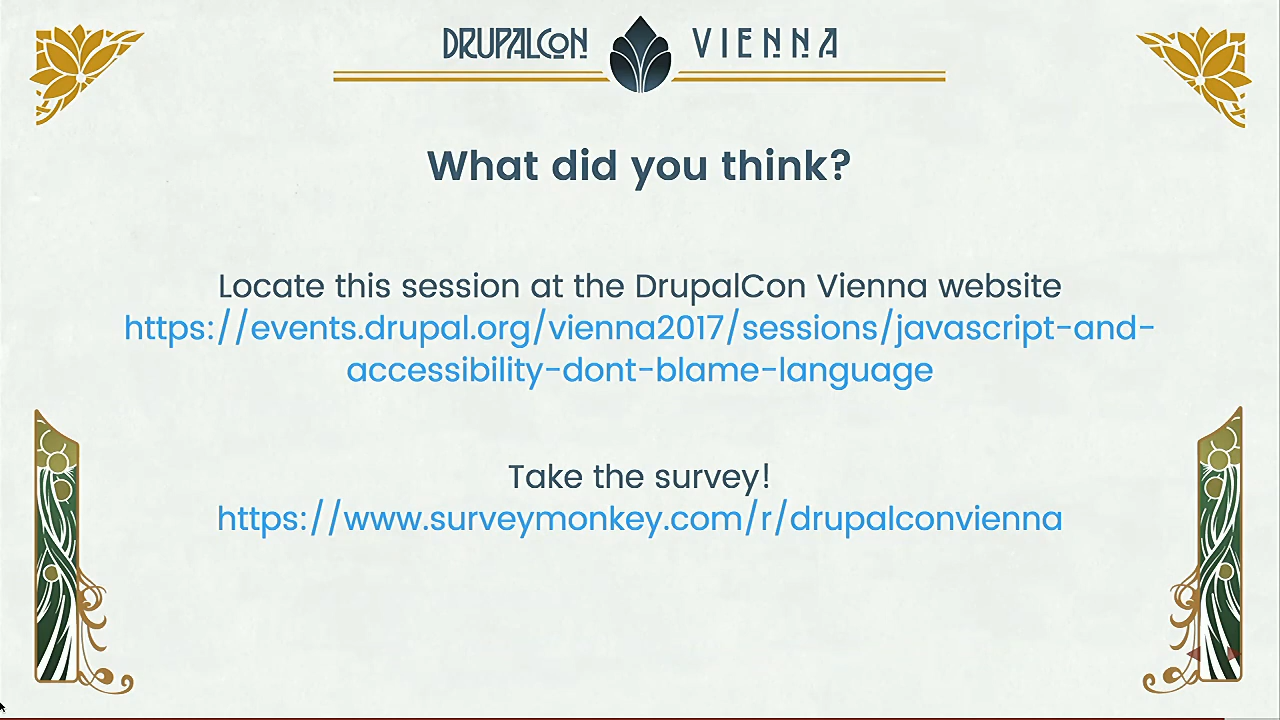 DRUPALCON VIENNA
What did you think?
Locate this session at the DrupalCon Vienna website
https://events.drupal.org/vienna2017/sessions/javascript-and-
accessibility-dont-blame-language
Take the survey!
https://www.surveymonkey.com/r/drupalconvienna